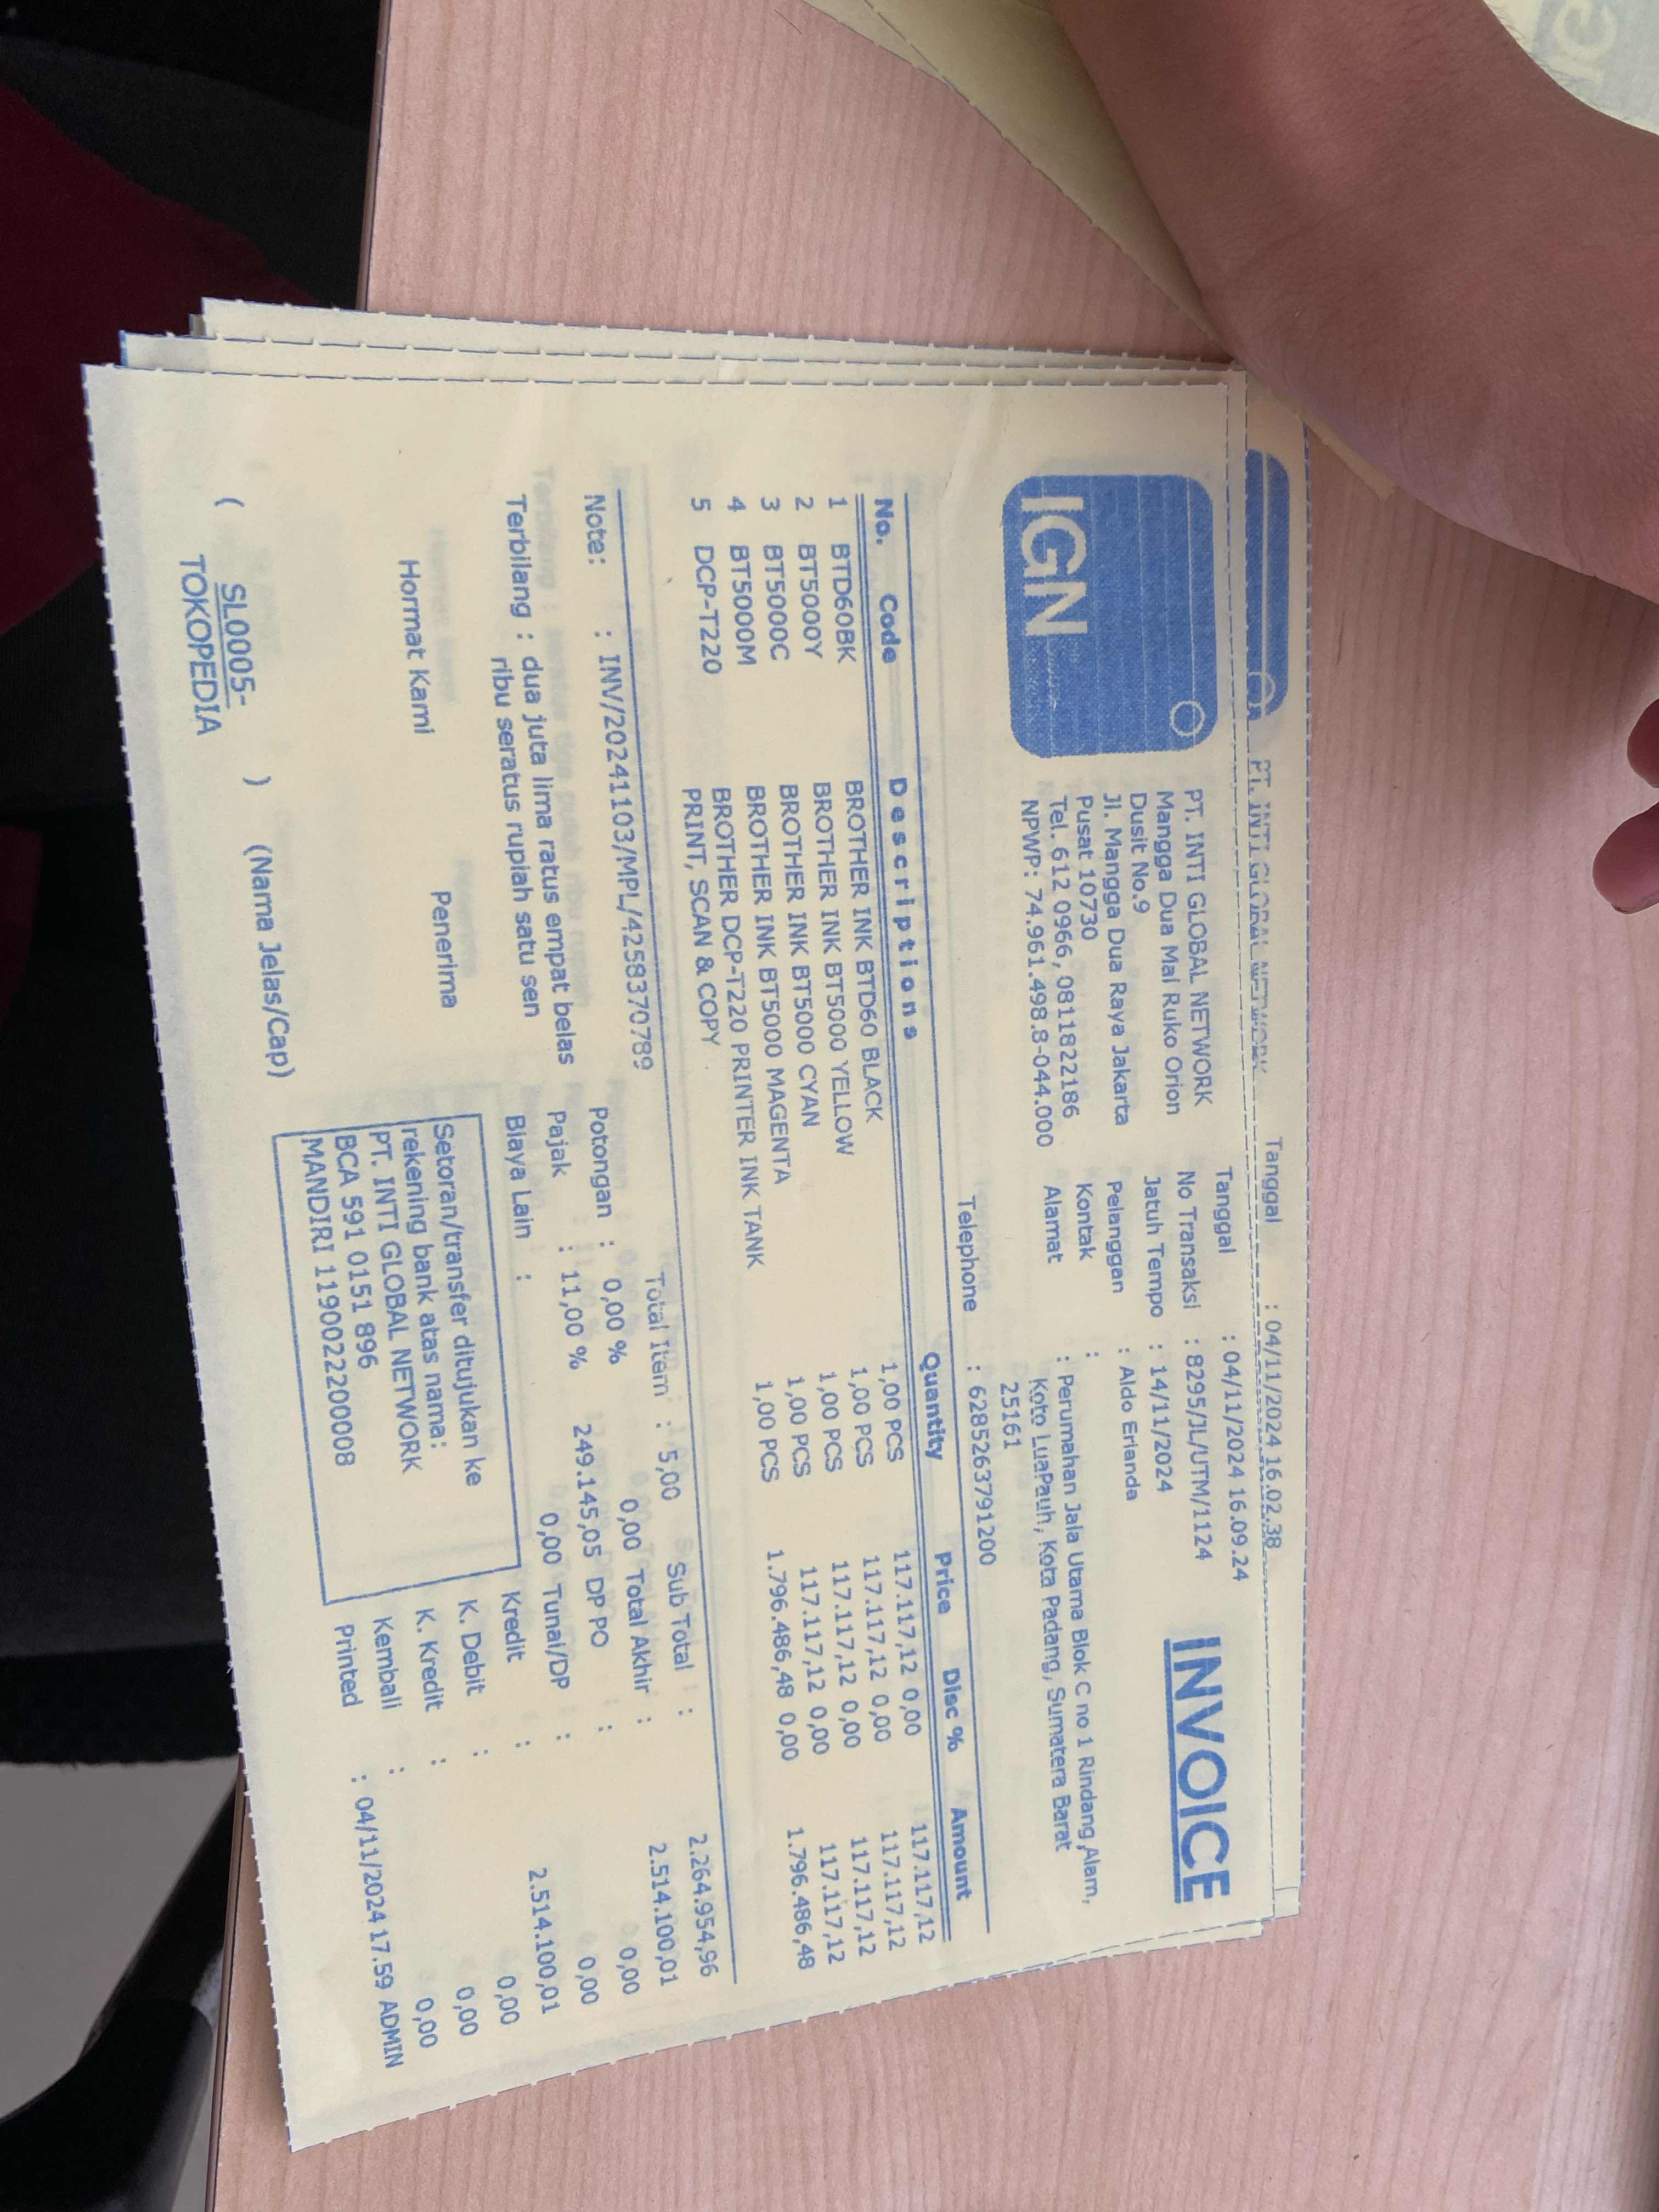 PT. INTI GLOBAL NETWORK
Tanggal : 04/11/2024 16.02.38
IGN
PT. INTI GLOBAL NETWORK
Mangga Dua Mal Ruko Orion
Dusit No.9
Jl. Mangga Dua Raya Jakarta
Pusat 10730
Tel. 612 0966, 0811822186
NPWP: 74.961.498.8-044.000
INVOICE
Tanggal : 04/11/2024 16.09.24
No Transaksi : 8295/JL/UTM/1124
Jatuh Tempo : 14/11/2024
Pelanggan : Aldo Erianda
Kontak :
Alamat : Perumahan Jala Utama Blok C no 1 Rindang Alam,
Koto LuaPauh, Kota Padang, Sumatera Barat
25161
Telephone : 6285263791200
No. Code Descriptions Quantity Price Disc % Amount
1 BTD60BK BROTHER INK BTD60 BLACK 1,00 PCS 117.117,12 0,00 117.117,12
2 BT5000Y BROTHER INK BT5000 YELLOW 1,00 PCS 117.117,12 0,00 117.117,12
3 BT5000C BROTHER INK BT5000 CYAN 1,00 PCS 117.117,12 0,00 117.117,12
4 BT5000M BROTHER INK BT5000 MAGENTA 1,00 PCS 117.117,12 0,00 117.117,12
5 DCP-T220 BROTHER DCP-T220 PRINTER INK TANK 1,00 PCS 1.796.486,48 0,00 1.796.486,48
PRINT, SCAN & COPY
Note: : INV/20241103/MPL/4258370789
Terbilang : dua juta lima ratus empat belas
ribu seratus rupiah satu sen
Total Item : 5,00
Potongan : 0,00 % 0,00
Pajak : 11,00 % 249.145,05
Biaya Lain : 0,00
Sub Total : 2.264.954,96
Total Akhir : 2.514.100,01
DP PO : 0,00
Tunai/DP : 0,00
Kredit : 2.514.100,01
K. Debit : 0,00
K. Kredit : 0,00
Kembali : 0,00
Printed : 04/11/2024 17.59 ADMIN
Hormat Kami
Penerima
( SL0005-
TOKOPEDIA )
(Nama Jelas/Cap)
Setoran/transfer ditujukan ke
rekening bank atas nama:
PT. INTI GLOBAL NETWORK
BCA 591 0151 896
MANDIRI 1190022200008